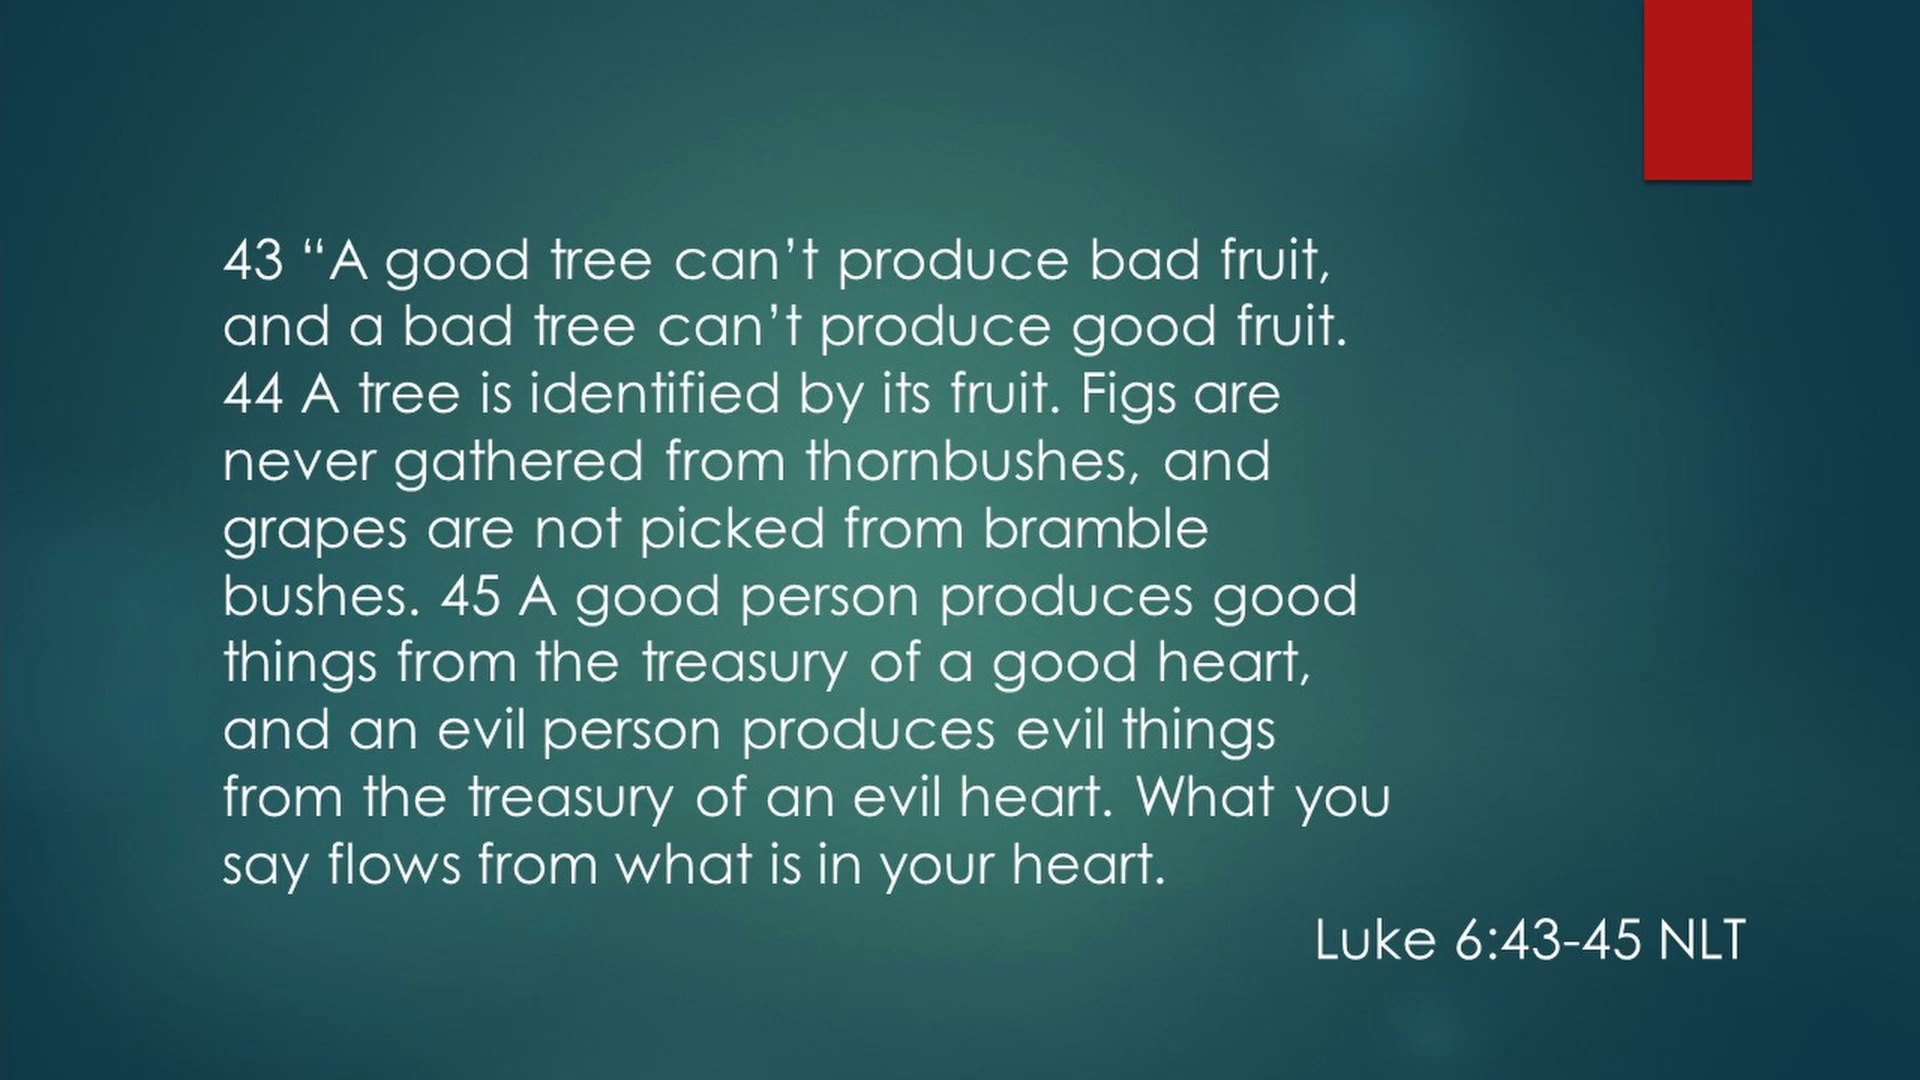 43 “A good tree can’t produce bad fruit,
and a bad tree can’t produce good fruit.
44 A tree is identified by its fruit. Figs are
never gathered from thornbushes, and
grapes are not picked from bramble
bushes. 45 A good person produces good
things from the treasury of a good heart,
and an evil person produces evil things
from the treasury of an evil heart. What you
say flows from what is in your heart.
Luke 6:43-45 NLT